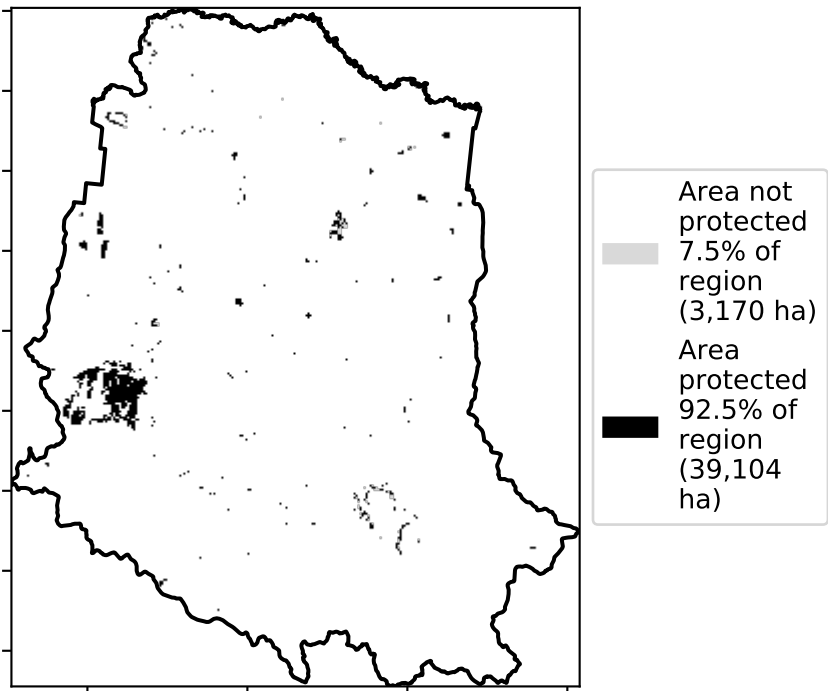 Area not
protected
7.5% of
region
(3,170 ha)
Area
protected
92.5% of
region
(39,104
ha)